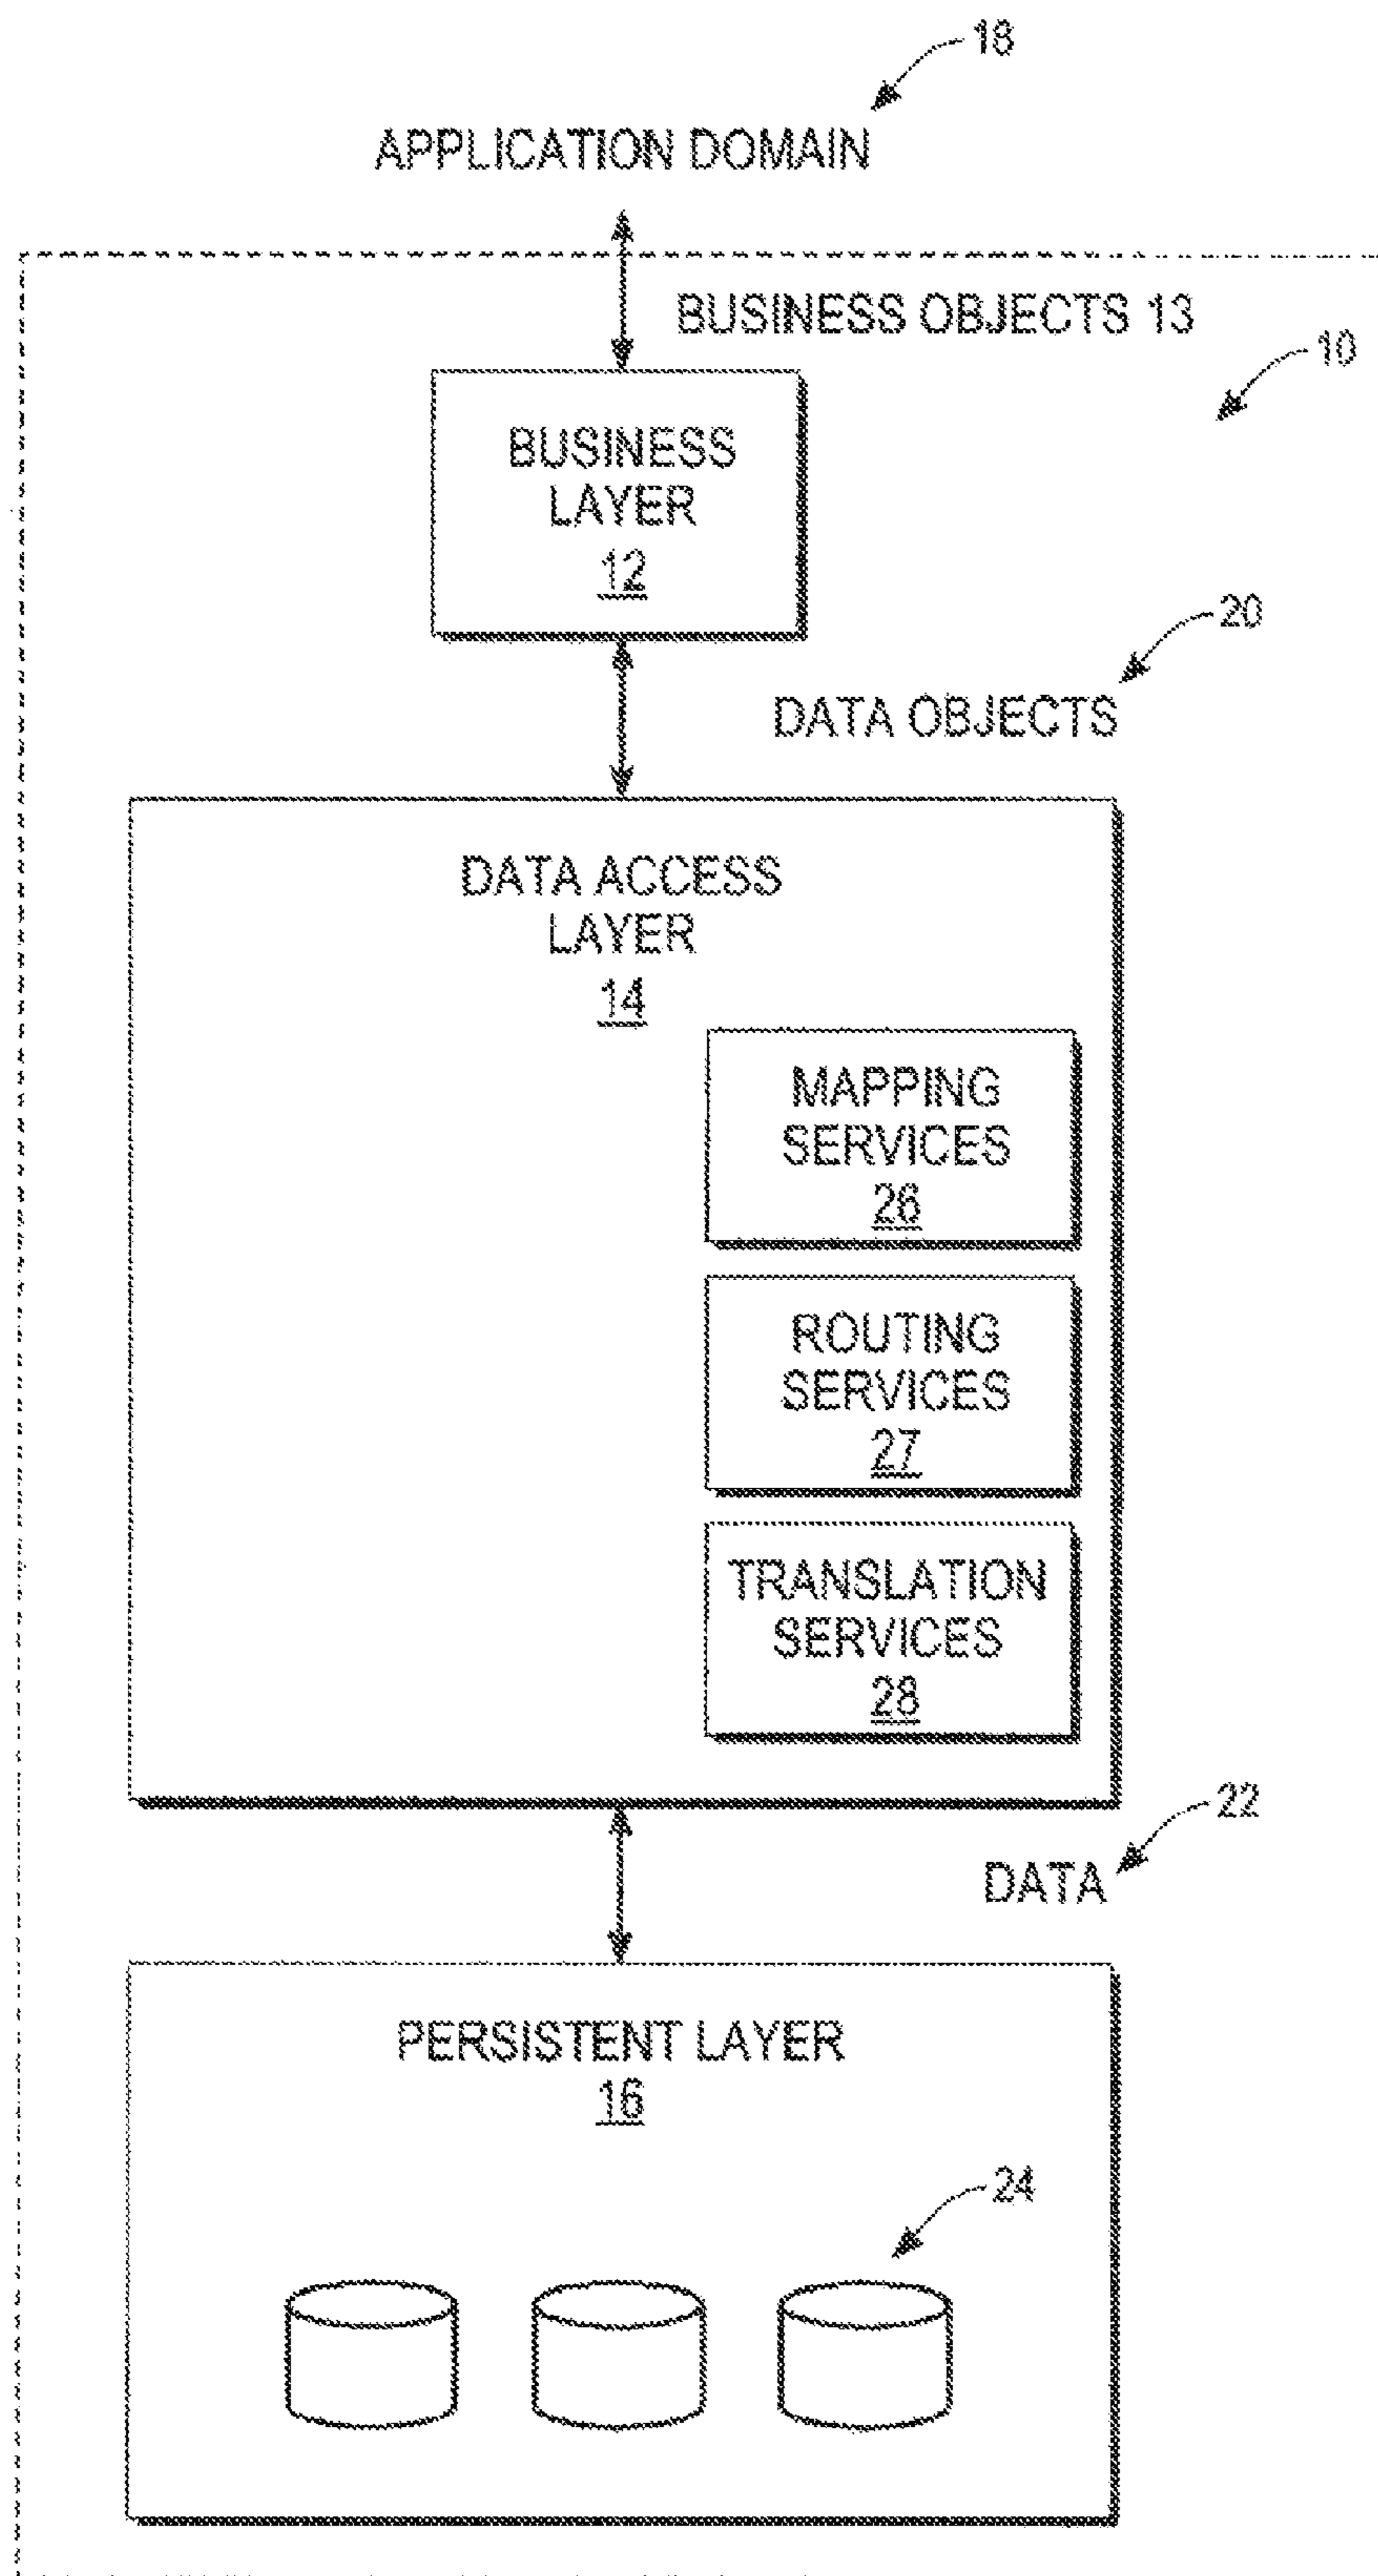 18
APPLICATION DOMAIN
BUSINESS OBJECTS 13
10
BUSINESS
LAYER
12
20
DATA OBJECTS
DATA ACCESS
LAYER
14
MAPPING
SERVICES
26
ROUTING
SERVICES
27
TRANSLATION
SERVICES
28
22
DATA
PERSISTENT LAYER
16
24